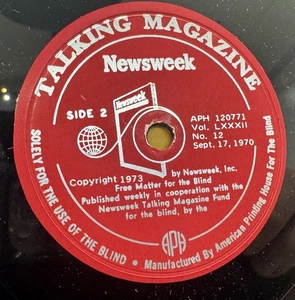 TALKING MAGAZINE
Newsweek
Newsweek
SIDE 2
APH 120771
Vol. LXXXII
No. 12
Sept. 17, 1970
Copyright 1973 by Newsweek, Inc.
Free Matter for the Blind
Published weekly in cooperation with the
Newsweek Talking Magazine Fund
for the blind, by the
APH
SOLELY FOR THE USE OF THE BLIND • Manufactured By American Printing House For The Blind